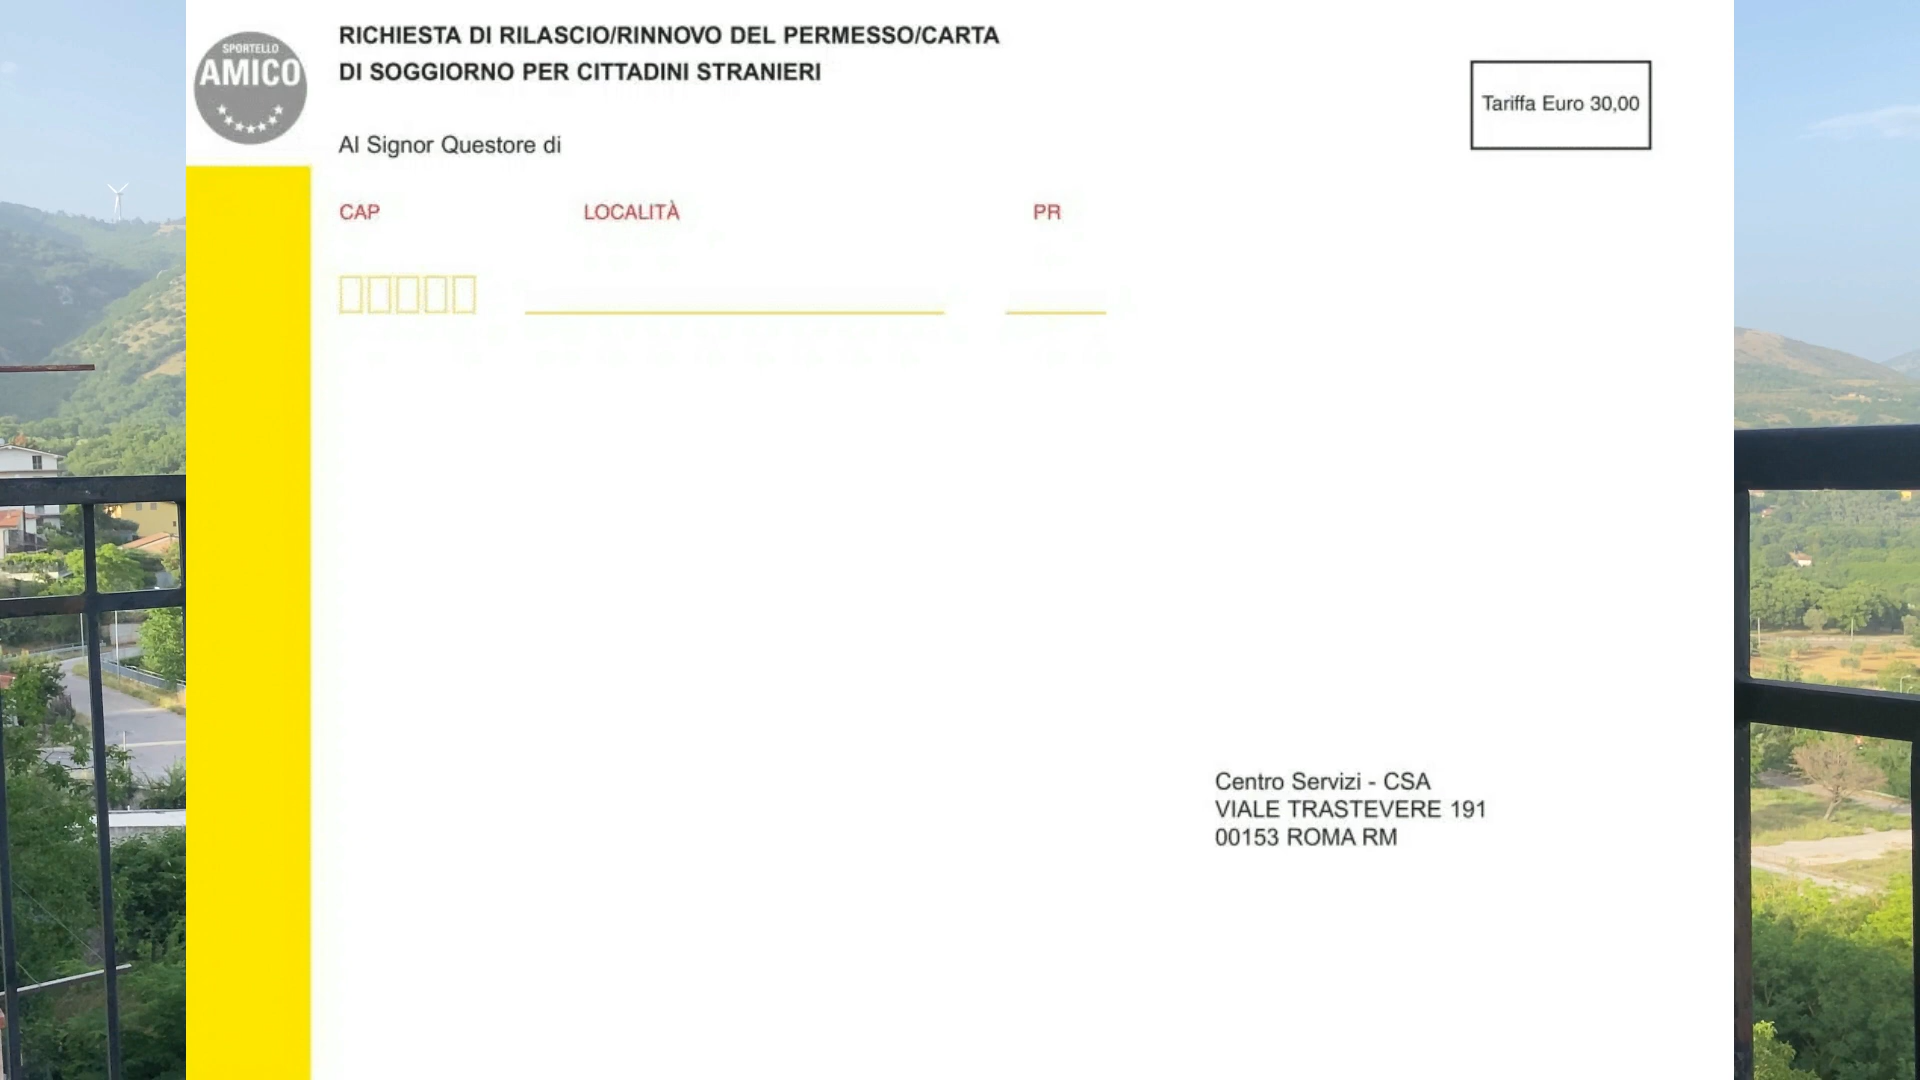 SPORTELLO
AMICO
RICHIESTA DI RILASCIO/RINNOVO DEL PERMESSO/CARTA
DI SOGGIORNO PER CITTADINI STRANIERI
Tariffa Euro 30,00
Al Signor Questore di
CAP LOCALITÀ PR
Centro Servizi - CSA
VIALE TRASTEVERE 191
00153 ROMA RM